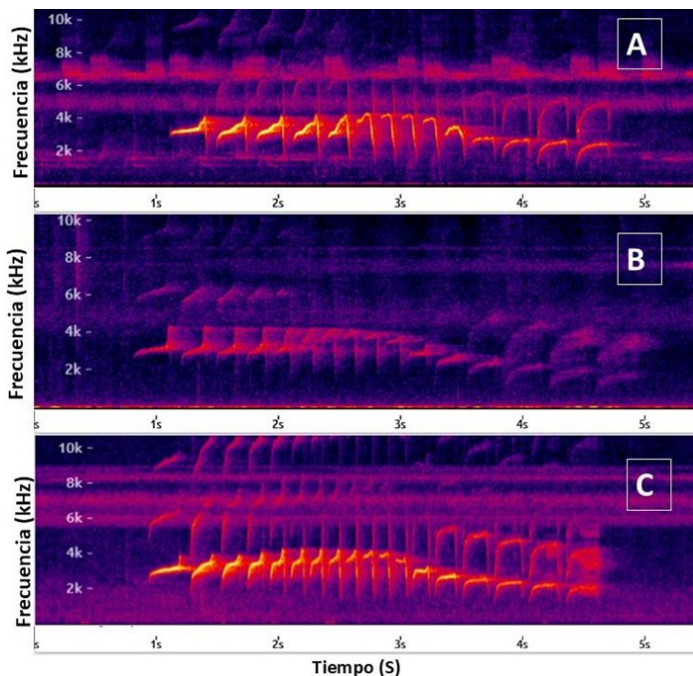 Frecuencia (kHz)
10k -
8k -
6k -
4k -
2k -
A
s
1s
2s
3s
4s
5s
Frecuencia (kHz)
10k -
8k -
6k -
4k -
2k -
B
s
1s
2s
3s
4s
5s
Frecuencia (kHz)
10k -
8k -
6k -
4k -
2k -
C
s
1s
2s
3s
4s
5s
Tiempo (S)